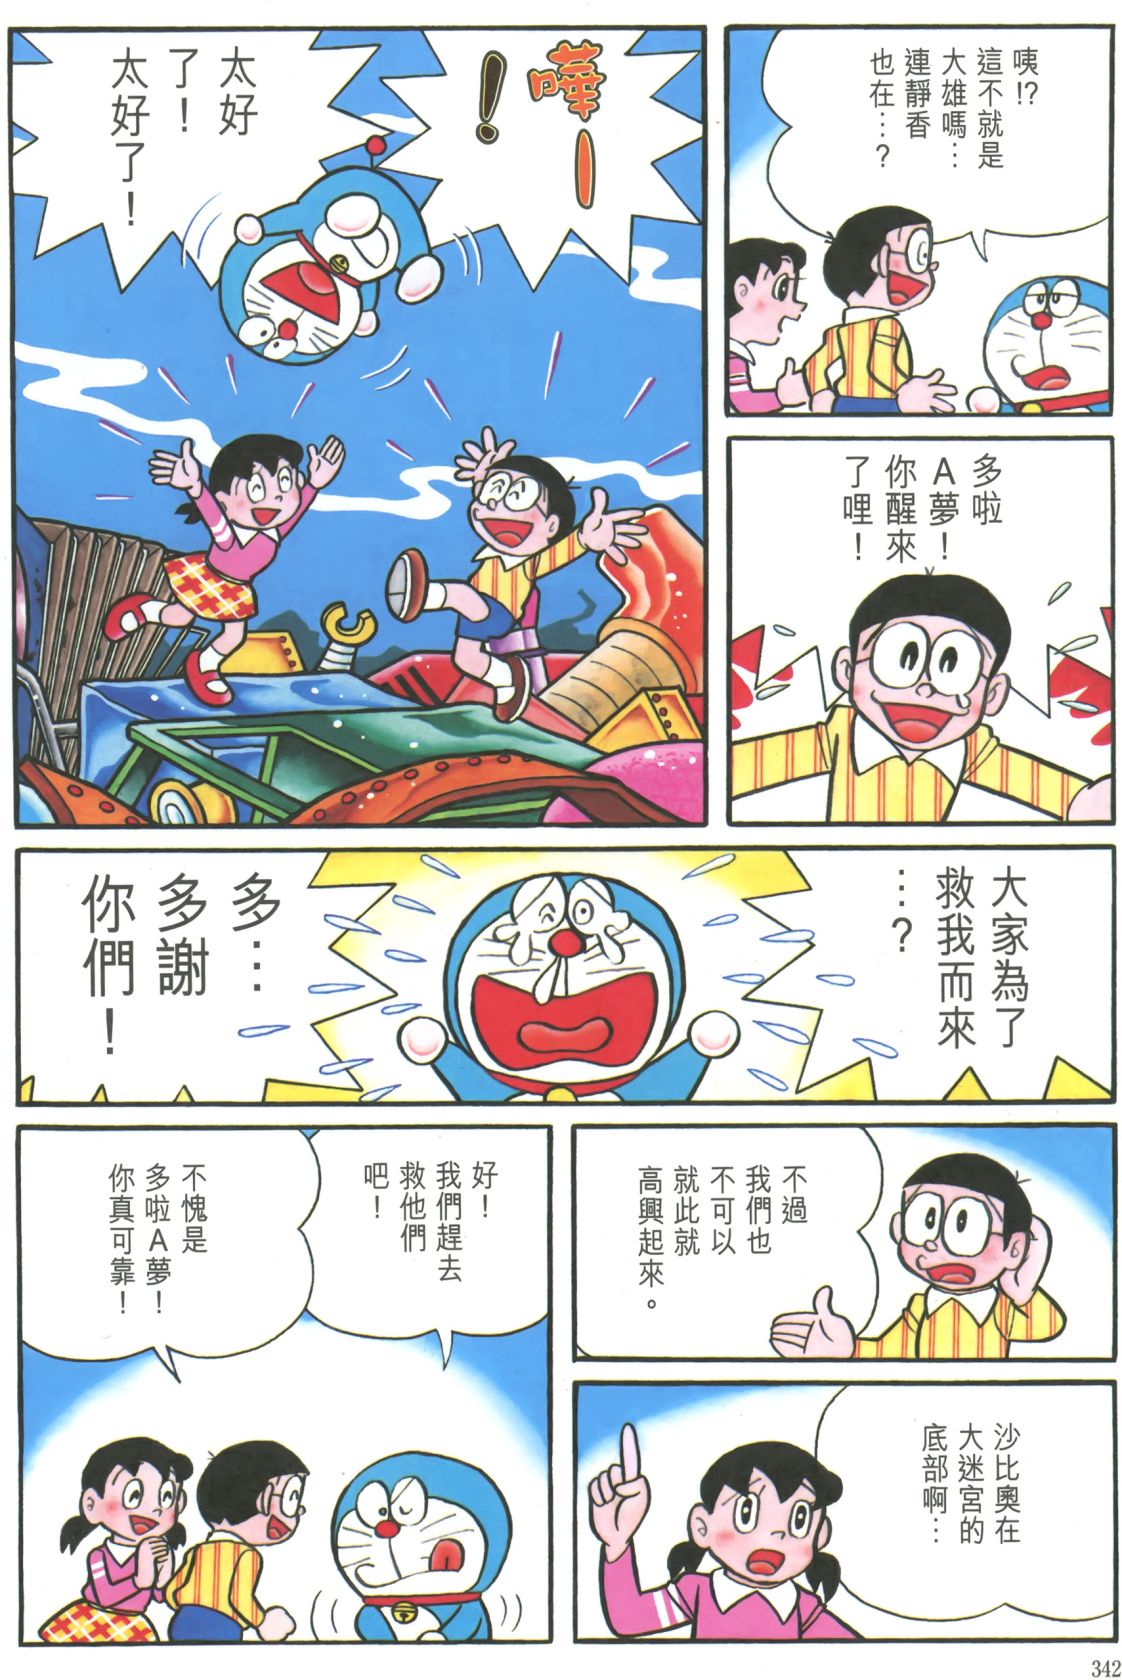 咦!?
這不就是
大雄嗎…
連靜香
也在…?
多啦
A夢!
你醒來
了哩!
嘩ー
!
太好
了!
太好了!
大家為了
救我而來
…?
多…
多謝
你們!
不過
我們也
不可以
就此就
高興起來。
沙比奧在
大迷宮的
底部啊…
好!
我們趕去
救他們
吧!
不愧是
多啦A夢!
你真可靠!
342